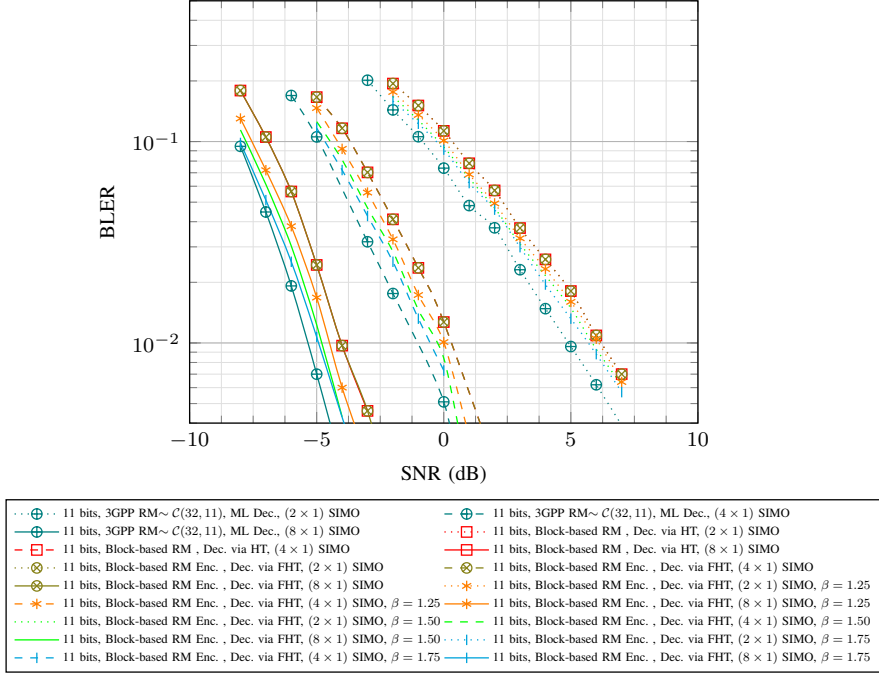 10^{-1}
10^{-2}
BLER
−10 −5 0 5 10
SNR (dB)
11 bits, 3GPP RM∼ C(32, 11), ML Dec., (2 × 1) SIMO
11 bits, 3GPP RM∼ C(32, 11), ML Dec., (4 × 1) SIMO
11 bits, 3GPP RM∼ C(32, 11), ML Dec., (8 × 1) SIMO
11 bits, Block-based RM , Dec. via HT, (2 × 1) SIMO
11 bits, Block-based RM , Dec. via HT, (4 × 1) SIMO
11 bits, Block-based RM , Dec. via HT, (8 × 1) SIMO
11 bits, Block-based RM Enc. , Dec. via FHT, (2 × 1) SIMO
11 bits, Block-based RM Enc. , Dec. via FHT, (4 × 1) SIMO
11 bits, Block-based RM Enc. , Dec. via FHT, (8 × 1) SIMO
11 bits, Block-based RM Enc. , Dec. via FHT, (2 × 1) SIMO, β = 1.25
11 bits, Block-based RM Enc. , Dec. via FHT, (4 × 1) SIMO, β = 1.25
11 bits, Block-based RM Enc. , Dec. via FHT, (8 × 1) SIMO, β = 1.25
11 bits, Block-based RM Enc. , Dec. via FHT, (2 × 1) SIMO, β = 1.50
11 bits, Block-based RM Enc. , Dec. via FHT, (4 × 1) SIMO, β = 1.50
11 bits, Block-based RM Enc. , Dec. via FHT, (8 × 1) SIMO, β = 1.50
11 bits, Block-based RM Enc. , Dec. via FHT, (2 × 1) SIMO, β = 1.75
11 bits, Block-based RM Enc. , Dec. via FHT, (4 × 1) SIMO, β = 1.75
11 bits, Block-based RM Enc. , Dec. via FHT, (8 × 1) SIMO, β = 1.75